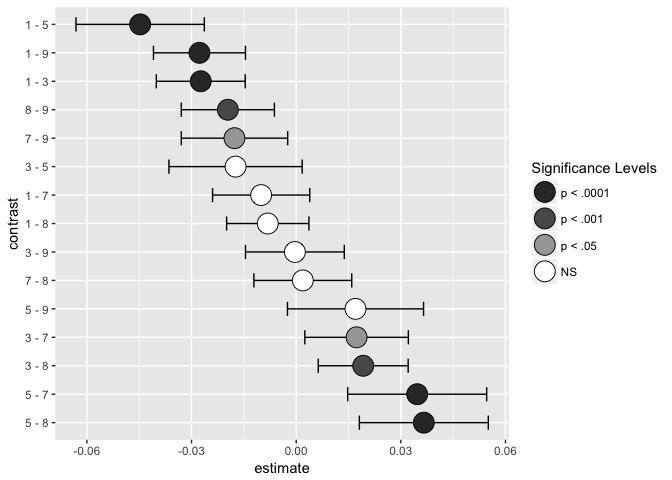 1 - 5
1 - 9
1 - 3
8 - 9
7 - 9
3 - 5
1 - 7
1 - 8
3 - 9
7 - 8
5 - 9
3 - 7
3 - 8
5 - 7
5 - 8
contrast
-0.06 -0.03 0.00 0.03 0.06
estimate
Significance Levels
p < .0001
p < .001
p < .05
NS